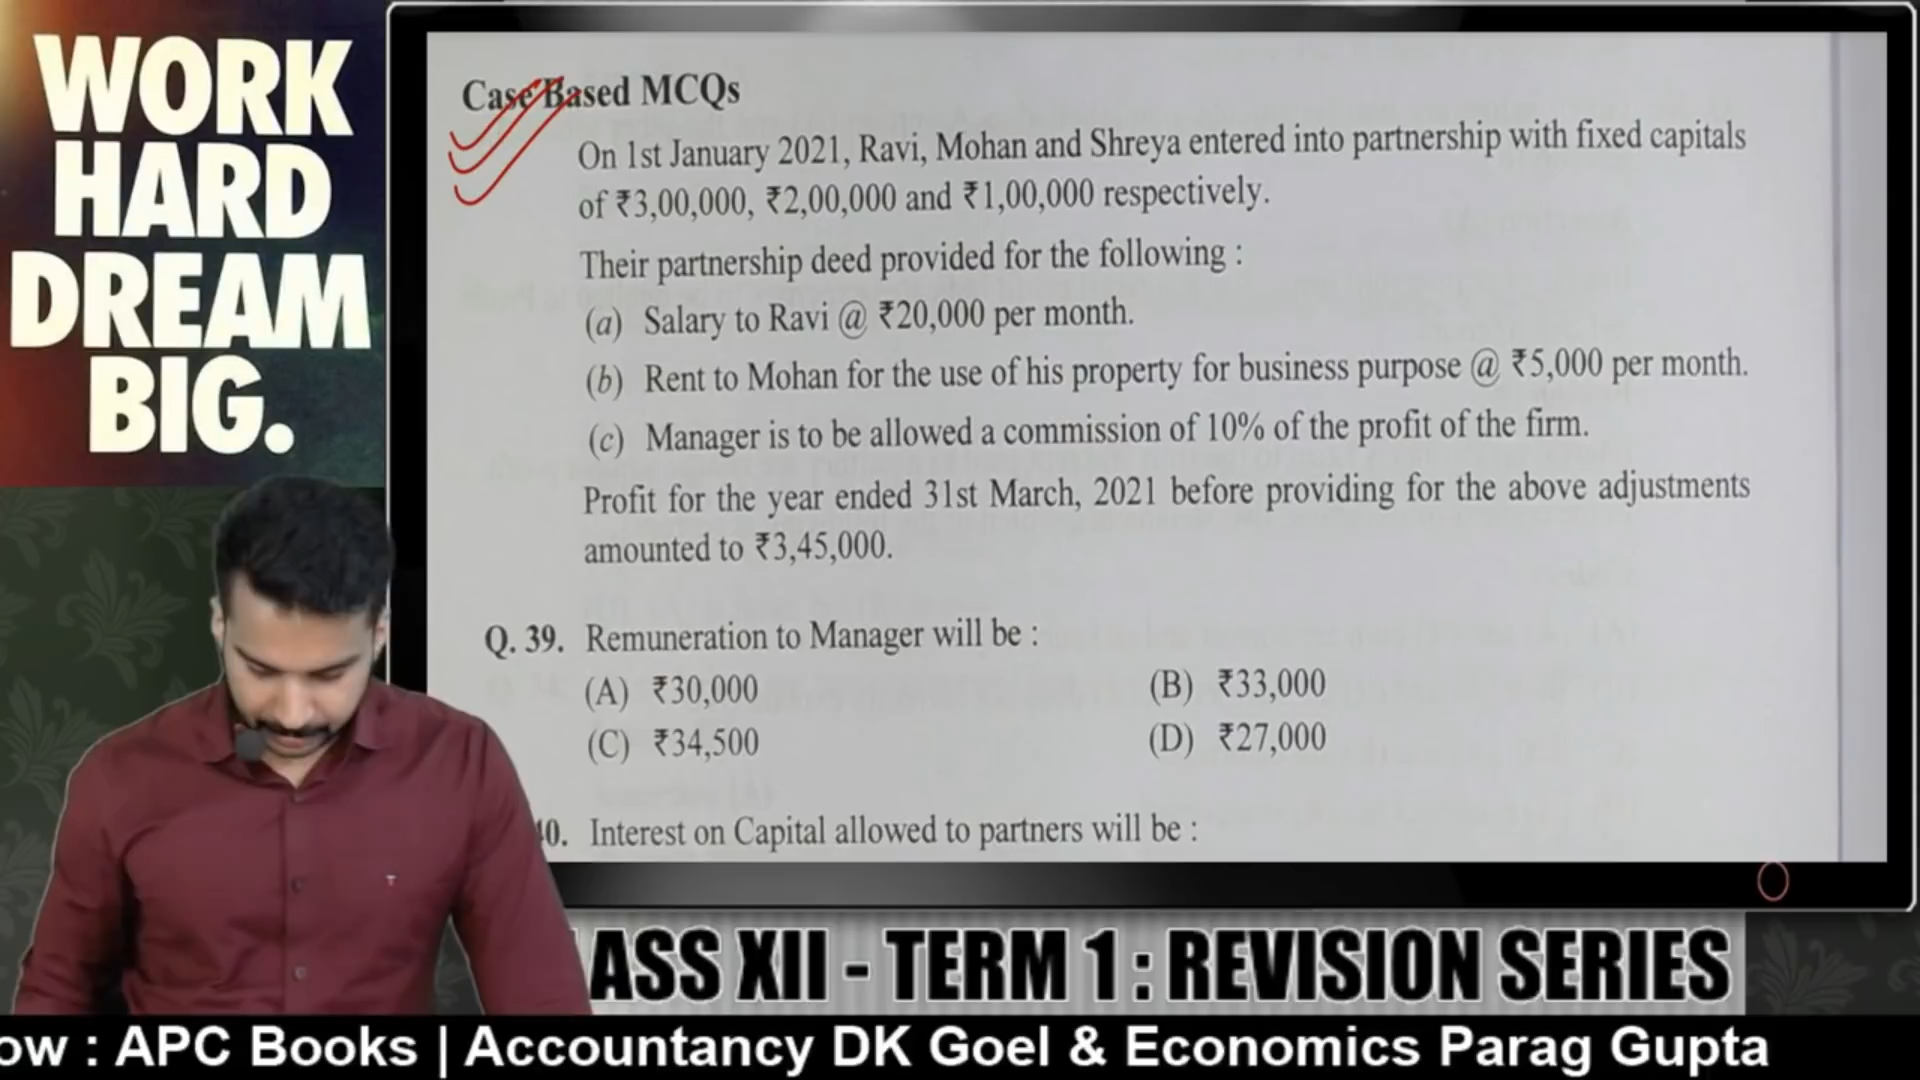 WORK
HARD
DREAM
BIG.
Case Based MCQs
On 1st January 2021, Ravi, Mohan and Shreya entered into partnership with fixed capitals
of ₹3,00,000, ₹2,00,000 and ₹1,00,000 respectively.
Their partnership deed provided for the following :
(a) Salary to Ravi @ ₹20,000 per month.
(b) Rent to Mohan for the use of his property for business purpose @ ₹5,000 per month.
(c) Manager is to be allowed a commission of 10% of the profit of the firm.
Profit for the year ended 31st March, 2021 before providing for the above adjustments
amounted to ₹3,45,000.
Q. 39. Remuneration to Manager will be :
(A) ₹30,000 (B) ₹33,000
(C) ₹34,500 (D) ₹27,000
40. Interest on Capital allowed to partners will be :
ASS XII - TERM 1 : REVISION SERIES
ow : APC Books | Accountancy DK Goel & Economics Parag Gupta